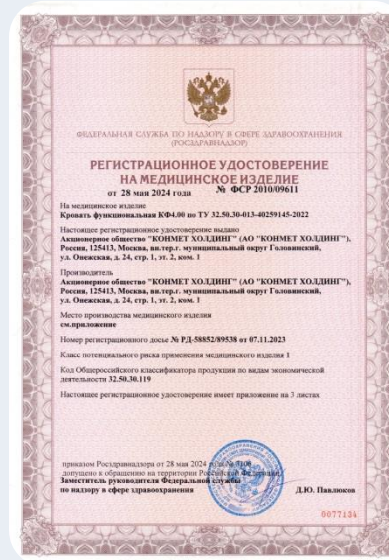 ФЕДЕРАЛЬНАЯ СЛУЖБА ПО НАДЗОРУ В СФЕРЕ ЗДРАВООХРАНЕНИЯ
(РОСЗДРАВНАДЗОР)
РЕГИСТРАЦИОННОЕ УДОСТОВЕРЕНИЕ
НА МЕДИЦИНСКОЕ ИЗДЕЛИЕ
от 28 мая 2024 года № ФСР 2010/09611
На медицинское изделие
Кровать функциональная КФ4.00 по ТУ 32.50.30-013-40259145-2022
Настоящее регистрационное удостоверение выдано
Акционерное общество "КОНМЕТ ХОЛДИНГ" (АО "КОНМЕТ ХОЛДИНГ"),
Россия, 125413, Москва, вн.тер.г. муниципальный округ Головинский,
ул. Онежская, д. 24, стр. 1, эт. 2, ком. 1
Производитель
Акционерное общество "КОНМЕТ ХОЛДИНГ" (АО "КОНМЕТ ХОЛДИНГ"),
Россия, 125413, Москва, вн.тер.г. муниципальный округ Головинский,
ул. Онежская, д. 24, стр. 1, эт. 2, ком. 1
Место производства медицинского изделия
см.приложение
Номер регистрационного досье № РД-58852/89538 от 07.11.2023
Класс потенциального риска применения медицинского изделия 1
Код Общероссийского классификатора продукции по видам экономической
деятельности 32.50.30.119
Настоящее регистрационное удостоверение имеет приложение на 3 листах
приказом Росздравнадзора от 28 мая 2024 года №
допущено к обращению на территории Российской Федерации.
Заместитель руководителя Федеральной службы
по надзору в сфере здравоохранения Д.Ю. Павлюков
0077134